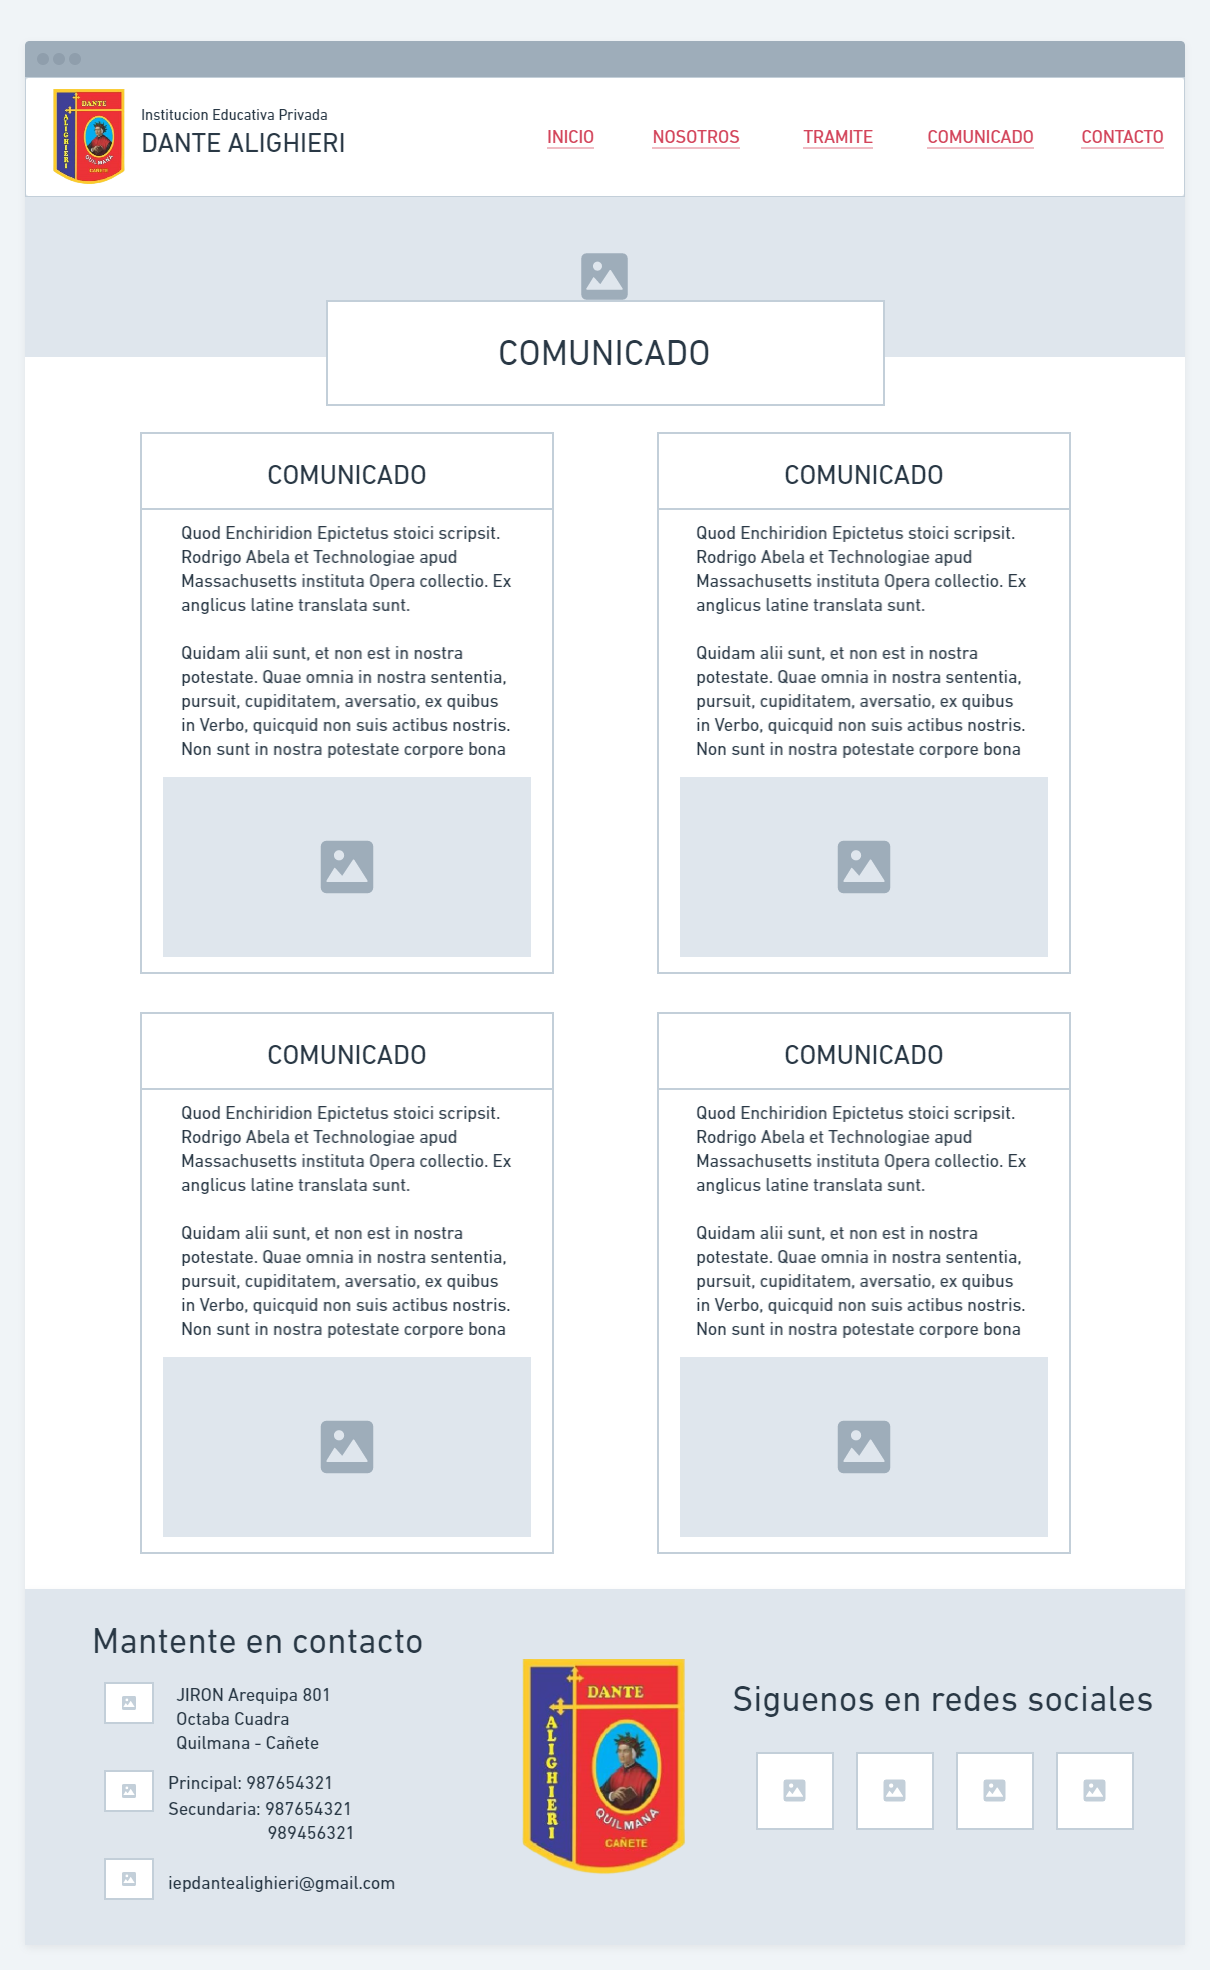 DANTE
ALIGHIERI
QUILMANA
CAÑETE
Institucion Educativa Privada
DANTE ALIGHIERI
INICIO
NOSOTROS
TRAMITE
COMUNICADO
CONTACTO
COMUNICADO
COMUNICADO
Quod Enchiridion Epictetus stoici scripsit.
Rodrigo Abela et Technologiae apud
Massachusetts instituta Opera collectio. Ex
anglicus latine translata sunt.
Quidam alii sunt, et non est in nostra
potestate. Quae omnia in nostra sententia,
pursuit, cupiditatem, aversatio, ex quibus
in Verbo, quicquid non suis actibus nostris.
Non sunt in nostra potestate corpore bona
COMUNICADO
Quod Enchiridion Epictetus stoici scripsit.
Rodrigo Abela et Technologiae apud
Massachusetts instituta Opera collectio. Ex
anglicus latine translata sunt.
Quidam alii sunt, et non est in nostra
potestate. Quae omnia in nostra sententia,
pursuit, cupiditatem, aversatio, ex quibus
in Verbo, quicquid non suis actibus nostris.
Non sunt in nostra potestate corpore bona
COMUNICADO
Quod Enchiridion Epictetus stoici scripsit.
Rodrigo Abela et Technologiae apud
Massachusetts instituta Opera collectio. Ex
anglicus latine translata sunt.
Quidam alii sunt, et non est in nostra
potestate. Quae omnia in nostra sententia,
pursuit, cupiditatem, aversatio, ex quibus
in Verbo, quicquid non suis actibus nostris.
Non sunt in nostra potestate corpore bona
COMUNICADO
Quod Enchiridion Epictetus stoici scripsit.
Rodrigo Abela et Technologiae apud
Massachusetts instituta Opera collectio. Ex
anglicus latine translata sunt.
Quidam alii sunt, et non est in nostra
potestate. Quae omnia in nostra sententia,
pursuit, cupiditatem, aversatio, ex quibus
in Verbo, quicquid non suis actibus nostris.
Non sunt in nostra potestate corpore bona
Mantente en contacto
JIRON Arequipa 801
Octaba Cuadra
Quilmana - Cañete
Principal: 987654321
Secundaria: 987654321
989456321
iepdantealighieri@gmail.com
DANTE
ALIGHIERI
QUILMANA
CAÑETE
Siguenos en redes sociales